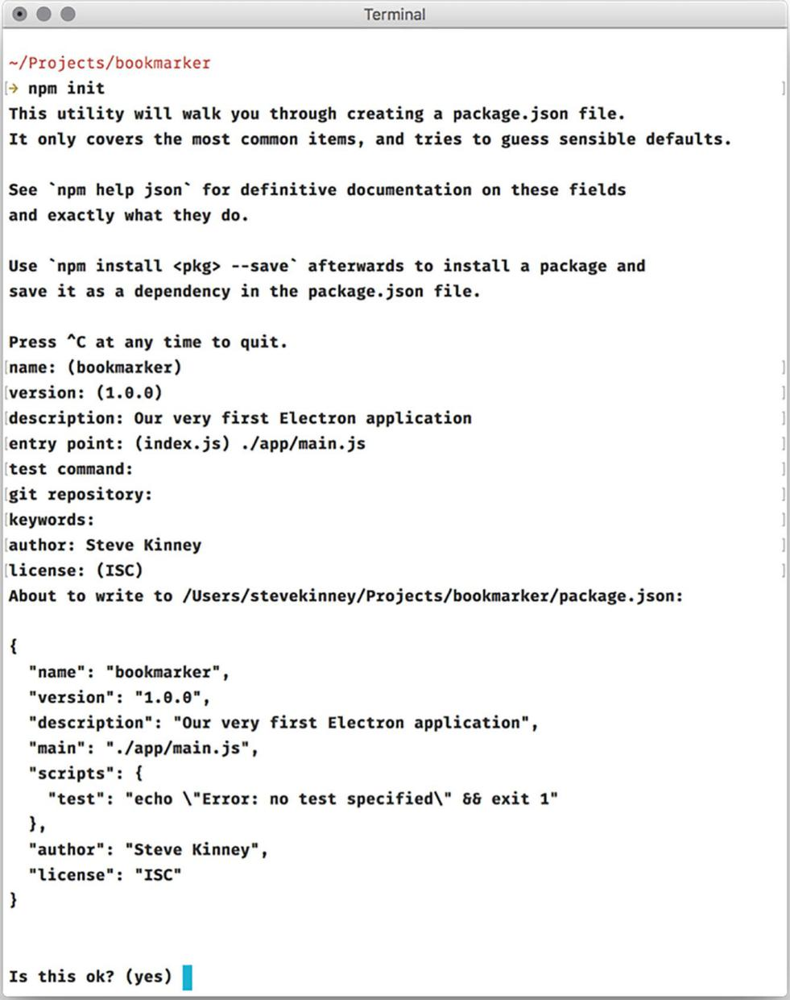 Terminal
~/Projects/bookmarker
→ npm init
This utility will walk you through creating a package.json file.
It only covers the most common items, and tries to guess sensible defaults.
See `npm help json` for definitive documentation on these fields
and exactly what they do.
Use `npm install <pkg> --save` afterwards to install a package and
save it as a dependency in the package.json file.
Press ^C at any time to quit.
name: (bookmarker)
version: (1.0.0)
description: Our very first Electron application
entry point: (index.js) ./app/main.js
test command:
git repository:
keywords:
author: Steve Kinney
license: (ISC)
About to write to /Users/stevekinney/Projects/bookmarker/package.json:
{
  "name": "bookmarker",
  "version": "1.0.0",
  "description": "Our very first Electron application",
  "main": "./app/main.js",
  "scripts": {
    "test": "echo \"Error: no test specified\" && exit 1"
  },
  "author": "Steve Kinney",
  "license": "ISC"
}
Is this ok? (yes)